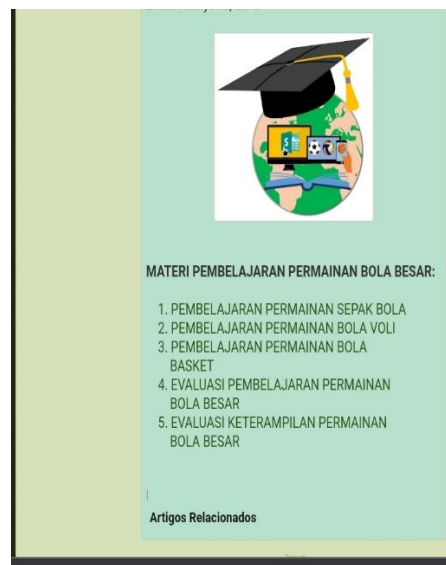 MATERI PEMBELAJARAN PERMAINAN BOLA BESAR:
1. PEMBELAJARAN PERMAINAN SEPAK BOLA
2. PEMBELAJARAN PERMAINAN BOLA VOLI
3. PEMBELAJARAN PERMAINAN BOLA
BASKET
4. EVALUASI PEMBELAJARAN PERMAINAN
BOLA BESAR
5. EVALUASI KETERAMPILAN PERMAINAN
BOLA BESAR
Artigos Relacionados